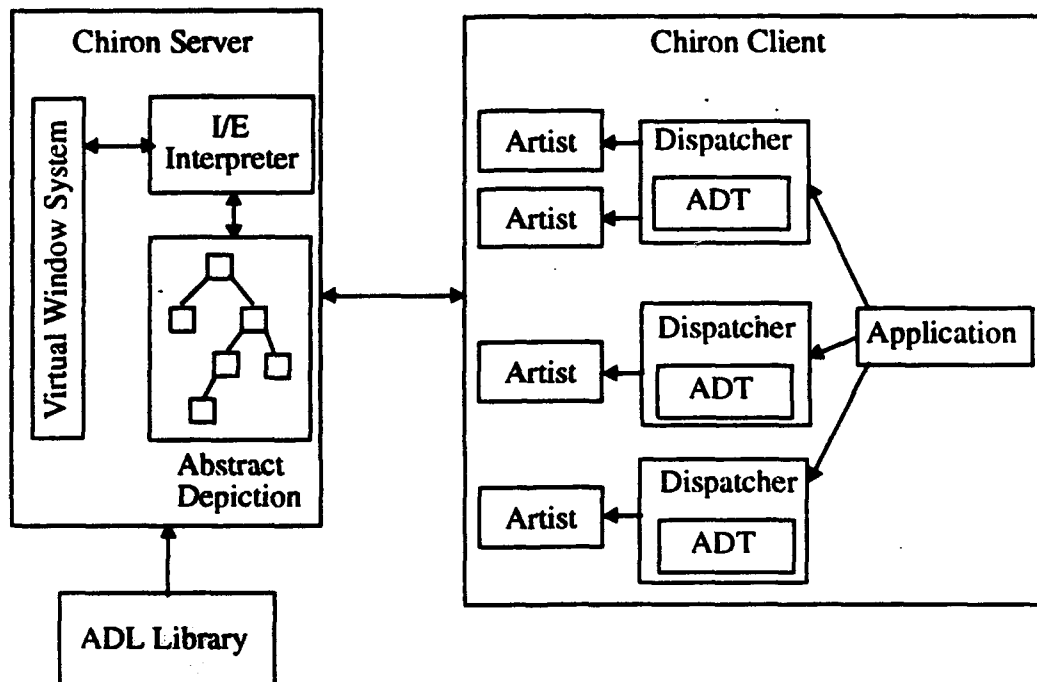 Chiron Server
Virtual Window System
I/E
Interpreter
Abstract
Depiction
ADL Library
Chiron Client
Artist
Artist
Dispatcher
ADT
Artist
Dispatcher
ADT
Artist
Dispatcher
ADT
Application